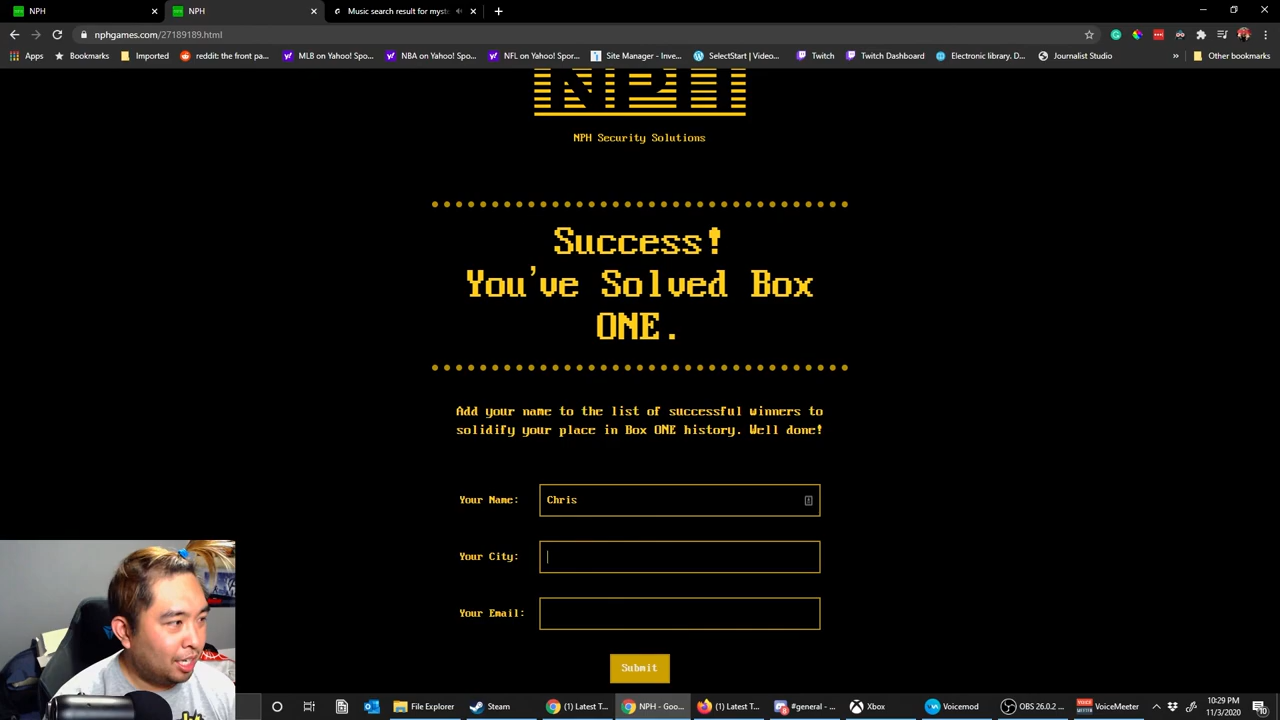 NPH
NPH
Music search result for myst
nphgames.com/27189189.html
Apps
Bookmarks
Imported
reddit: the front pa...
MLB on Yahoo! Spo...
NBA on Yahoo! Spor...
NFL on Yahoo! Spor...
Site Manager - Inve...
SelectStart | Video...
Twitch
Twitch Dashboard
Electronic library. D...
Journalist Studio
»
Other bookmarks
NPH
NPH Security Solutions
Success!
You've Solved Box
ONE.
Add your name to the list of successful winners to
solidify your place in Box ONE history. Well done!
Your Name:
Chris
Your City:
Your Email:
Submit
File Explorer
Steam
(1) Latest T...
NPH - Goo...
(1) Latest T...
#general - ...
Xbox
Voicemod
OBS 26.0.2 ...
VoiceMeeter
10:29 PM
11/3/2020